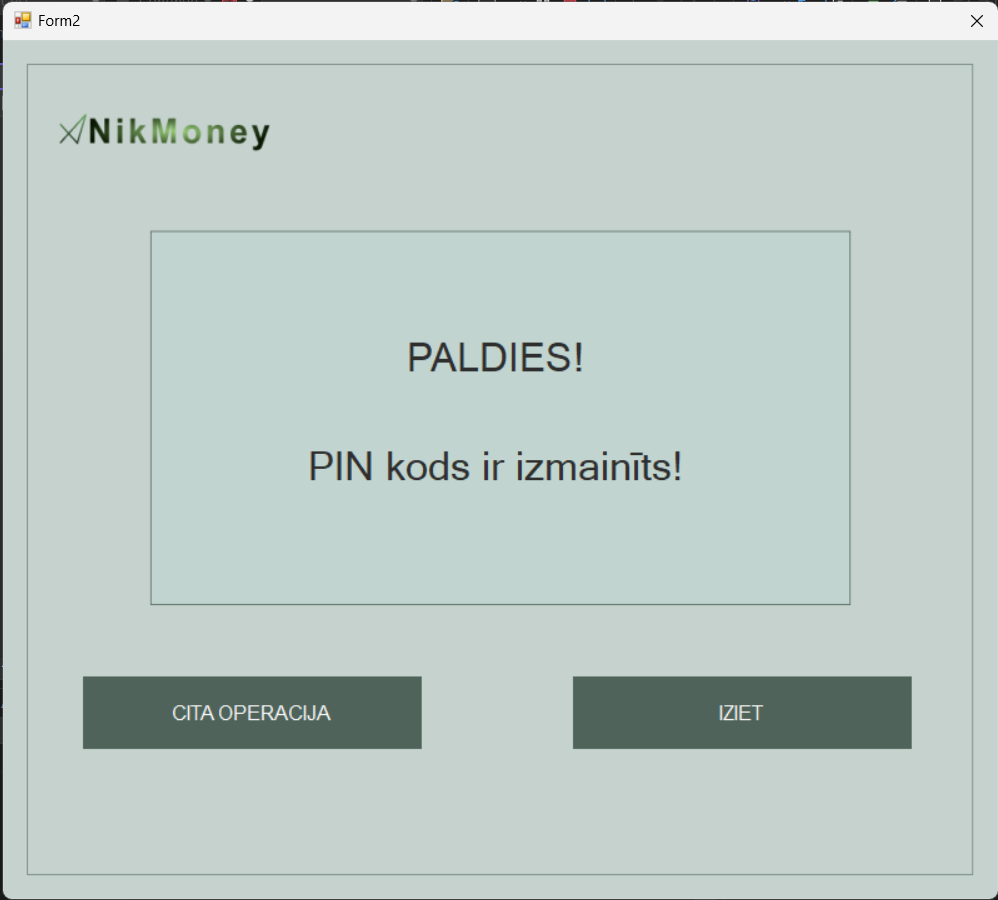 Form2
NikMoney
PALDIES!
PIN kods ir izmainīts!
CITA OPERACIJA
IZIET